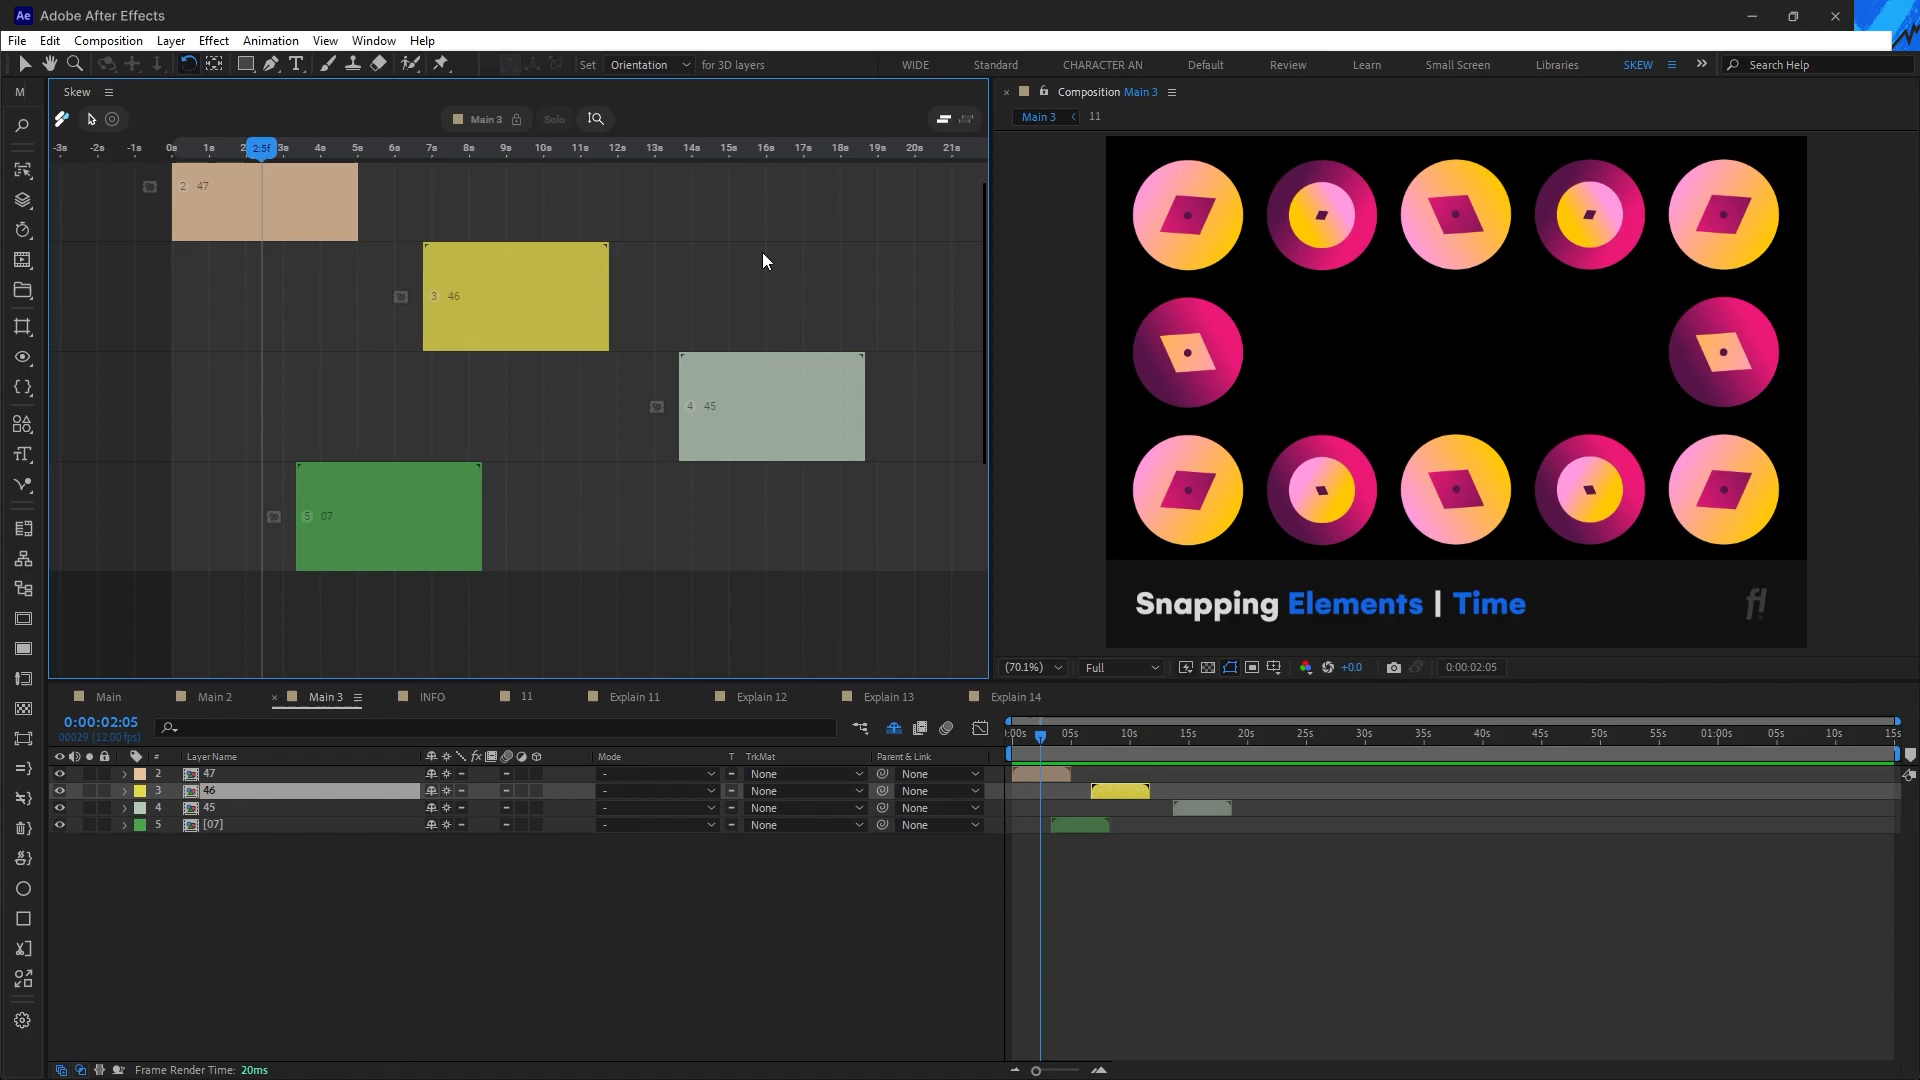 Ae Adobe After Effects
File Edit Composition Layer Effect Animation View Window Help
Set Orientation for 3D layers WIDE Standard CHARACTER AN Default Review Learn Small Screen Libraries SKEW Search Help
M Skew
Composition Main 3
Main 3 Solo
Main 3 11
-3s -2s -1s 0s 1s 2:5f 3s 4s 5s 6s 7s 8s 9s 10s 11s 12s 13s 14s 15s 16s 17s 18s 19s 20s 21s
2 47
3 46
4 45
5 07
Snapping Elements | Time
(70.1%) Full +0.0 0:00:02:05
Main Main 2 Main 3 INFO 11 Explain 11 Explain 12 Explain 13 Explain 14
0:00:02:05
00029 (12.00 fps)
:00s 05s 10s 15s 20s 25s 30s 35s 40s 45s 50s 55s 01:00s 05s 10s 15s
# Layer Name Mode T TrkMat Parent & Link
2 47 - None None
3 46 - None None
4 45 - None None
5 [07] - None None
Frame Render Time: 20ms